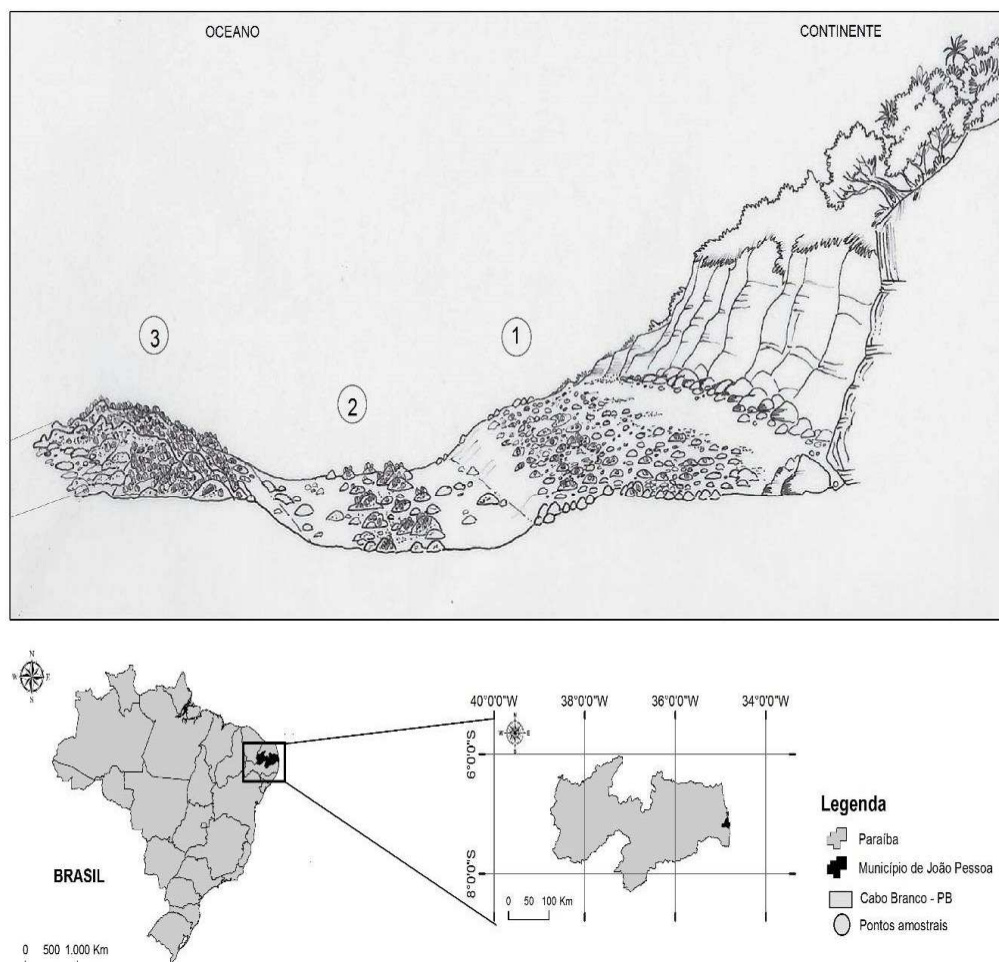 OCEANO
CONTINENTE
3
2
1
N
W E
S
BRASIL
0 500 1.000 Km
40°0'0"W 38°0'0"W 36°0'0"W 34°0'0"W
6°0'0"S
8°0'0"S
0 50 100 Km
Legenda
Paraíba
Município de João Pessoa
Cabo Branco - PB
Pontos amostrais